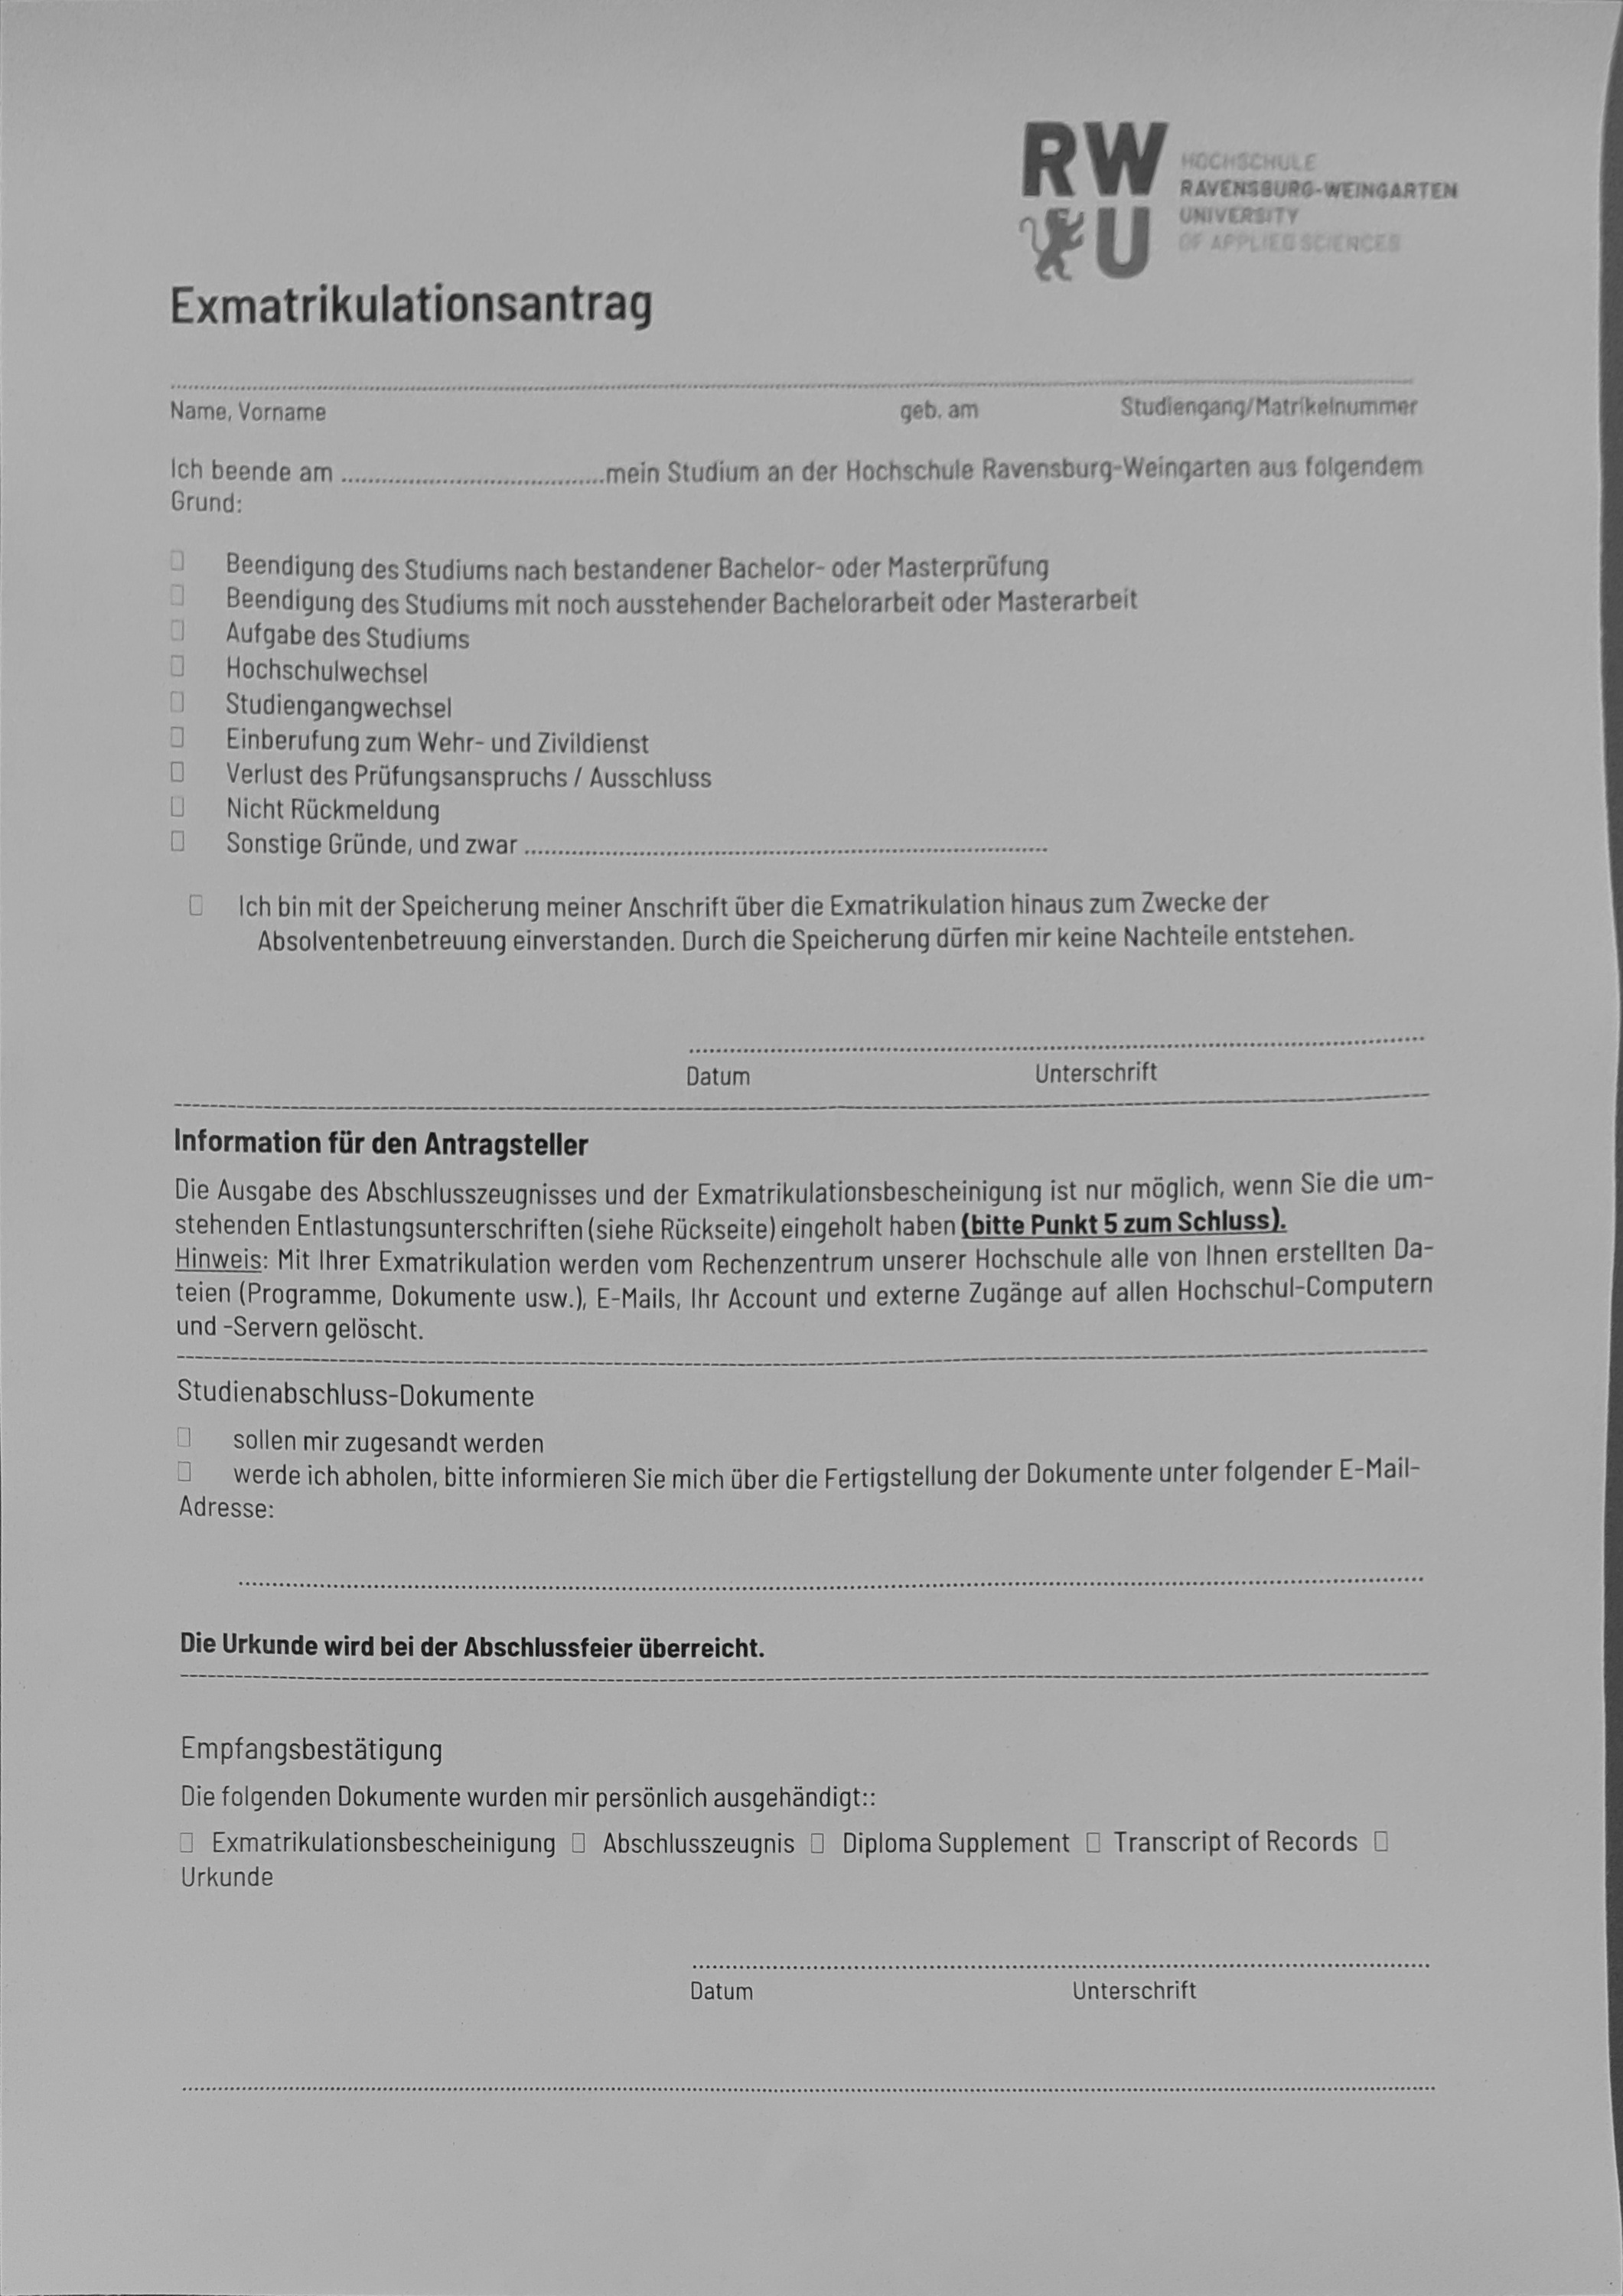 RW
U
HOCHSCHULE
RAVENSBURG-WEINGARTEN
UNIVERSITY
OF APPLIED SCIENCES
Exmatrikulationsantrag
Name, Vorname geb. am Studiengang/Matrikelnummer
Ich beende am ........................................mein Studium an der Hochschule Ravensburg-Weingarten aus folgendem
Grund:
Beendigung des Studiums nach bestandener Bachelor- oder Masterprüfung
Beendigung des Studiums mit noch ausstehender Bachelorarbeit oder Masterarbeit
Aufgabe des Studiums
Hochschulwechsel
Studiengangwechsel
Einberufung zum Wehr- und Zivildienst
Verlust des Prüfungsanspruchs / Ausschluss
Nicht Rückmeldung
Sonstige Gründe, und zwar ................................................................................
Ich bin mit der Speicherung meiner Anschrift über die Exmatrikulation hinaus zum Zwecke der
Absolventenbetreuung einverstanden. Durch die Speicherung dürfen mir keine Nachteile entstehen.
Datum Unterschrift
Information für den Antragsteller
Die Ausgabe des Abschlusszeugnisses und der Exmatrikulationsbescheinigung ist nur möglich, wenn Sie die um-
stehenden Entlastungsunterschriften (siehe Rückseite) eingeholt haben (bitte Punkt 5 zum Schluss).
Hinweis: Mit Ihrer Exmatrikulation werden vom Rechenzentrum unserer Hochschule alle von Ihnen erstellten Da-
teien (Programme, Dokumente usw.), E-Mails, Ihr Account und externe Zugänge auf allen Hochschul-Computern
und -Servern gelöscht.
Studienabschluss-Dokumente
sollen mir zugesandt werden
werde ich abholen, bitte informieren Sie mich über die Fertigstellung der Dokumente unter folgender E-Mail-
Adresse:
Die Urkunde wird bei der Abschlussfeier überreicht.
Empfangsbestätigung
Die folgenden Dokumente wurden mir persönlich ausgehändigt::
Exmatrikulationsbescheinigung Abschlusszeugnis Diploma Supplement Transcript of Records
Urkunde
Datum Unterschrift